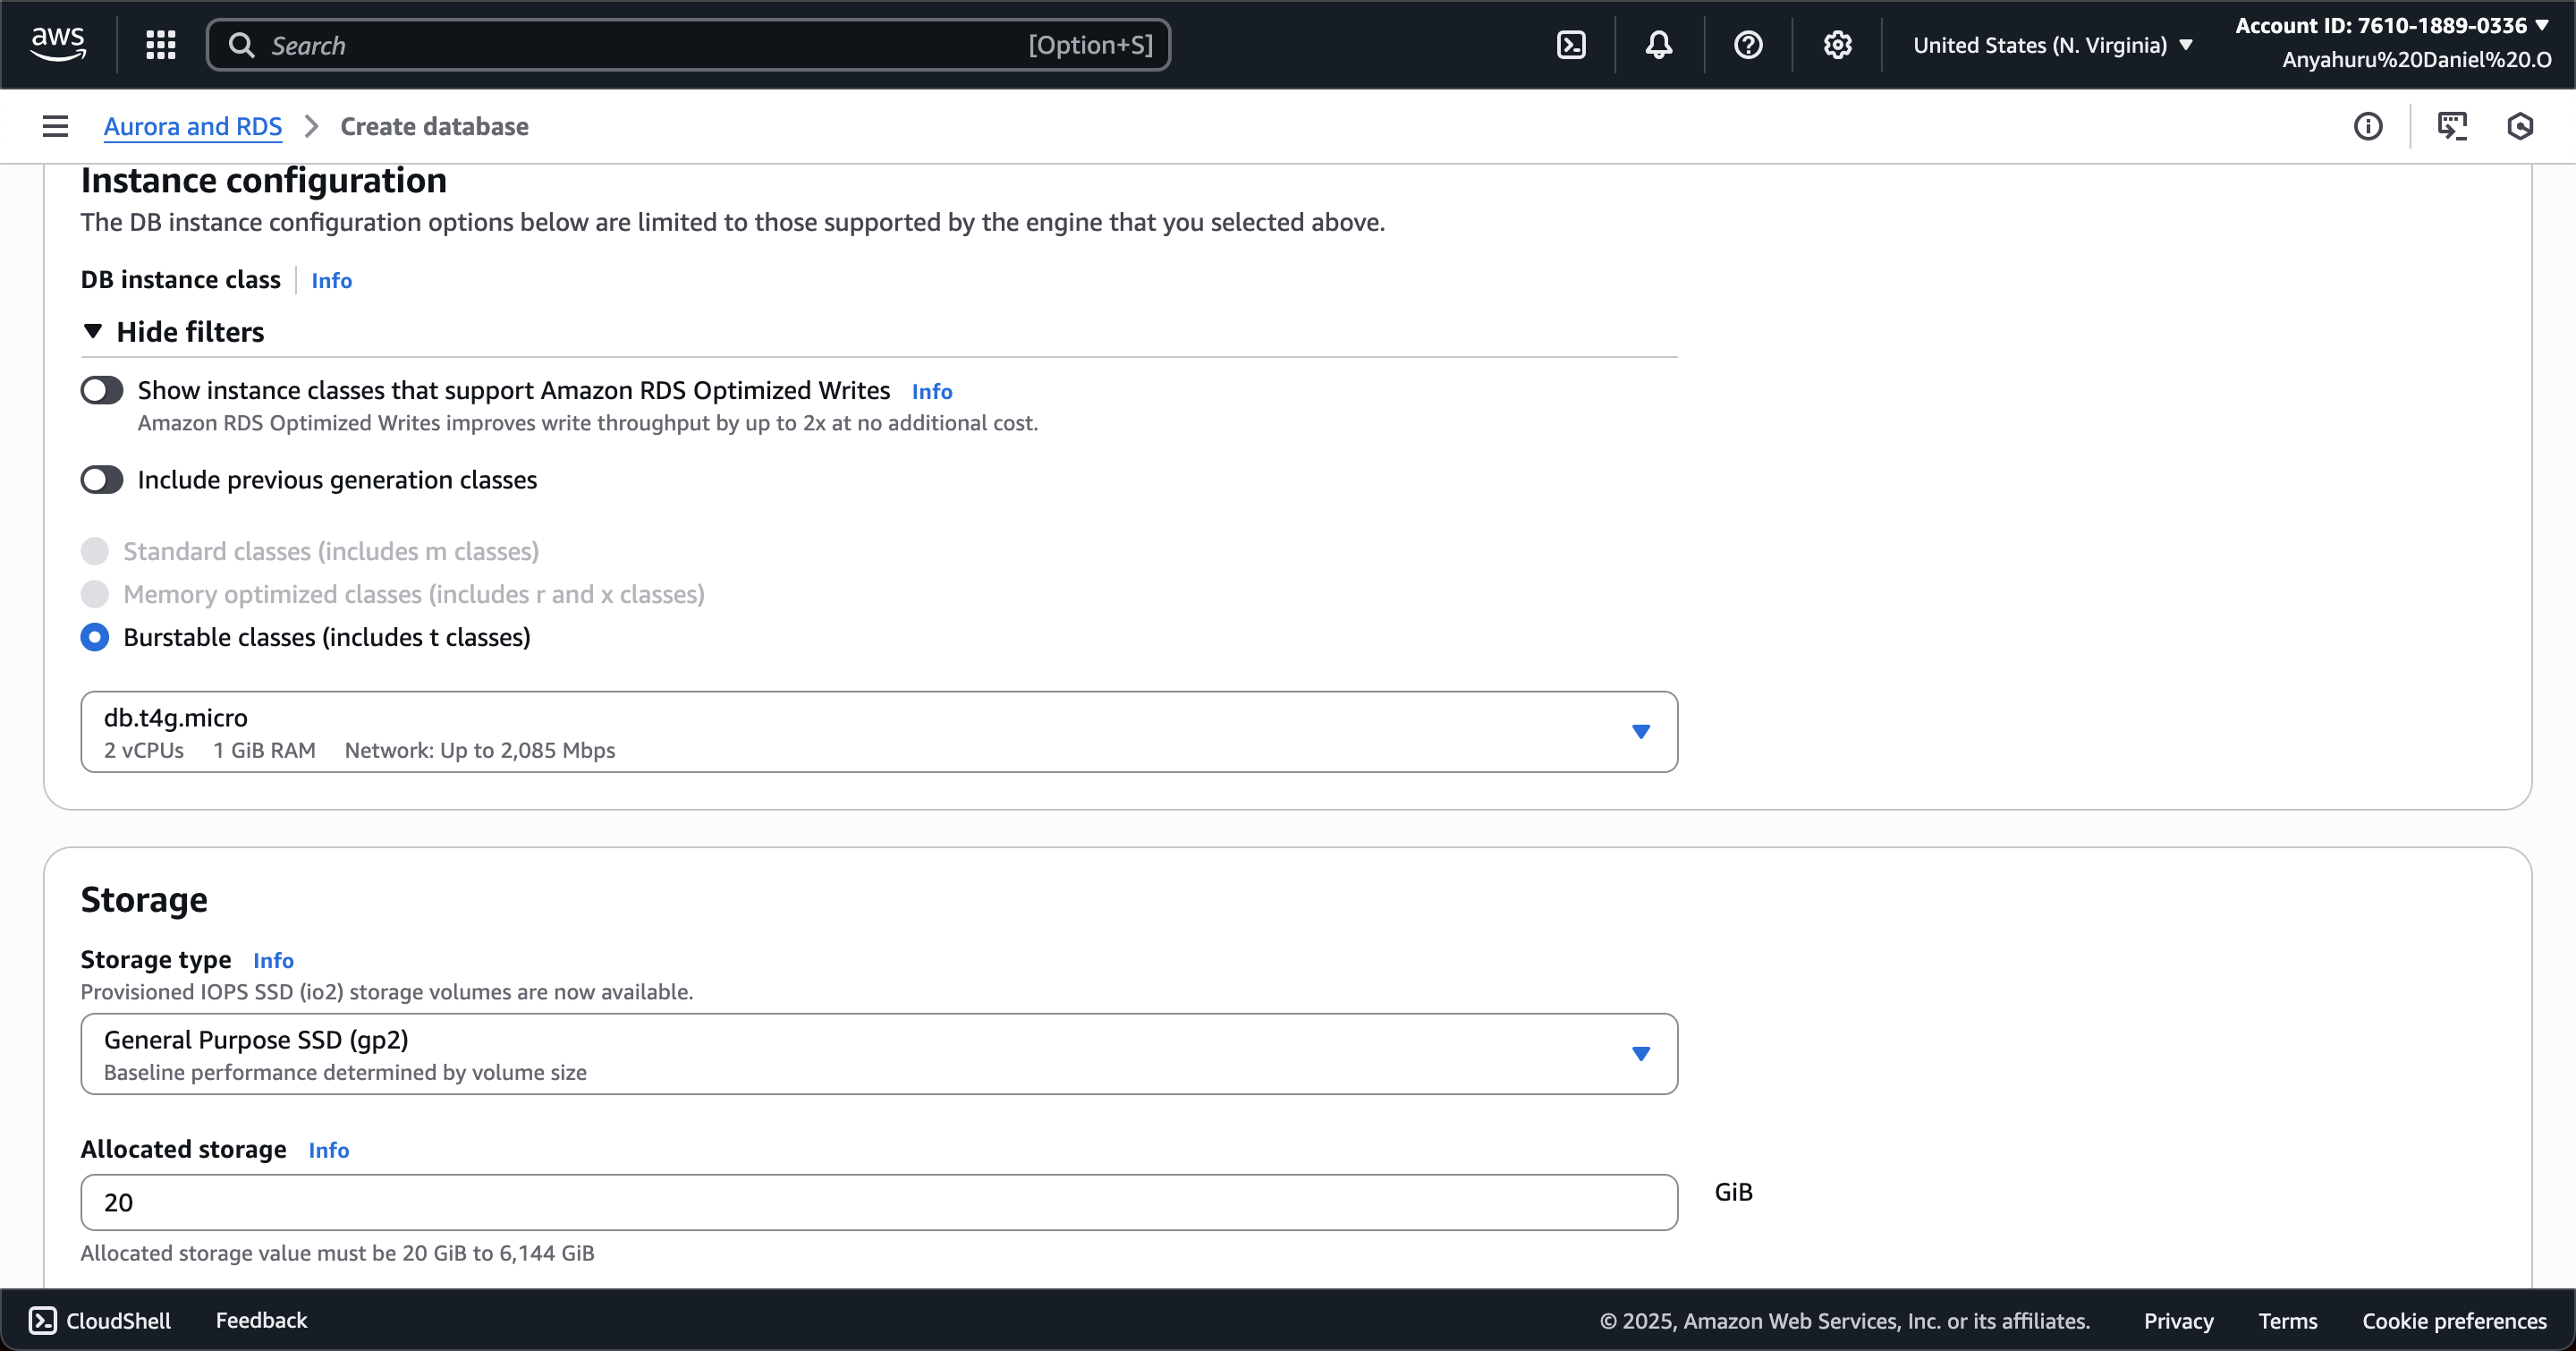 aws
Search
[Option+S]
United States (N. Virginia)
Account ID: 7610-1889-0336
Anyahuru%20Daniel%20.O
Aurora and RDS
Create database
Instance configuration
The DB instance configuration options below are limited to those supported by the engine that you selected above.
DB instance class Info
Hide filters
Show instance classes that support Amazon RDS Optimized Writes Info
Amazon RDS Optimized Writes improves write throughput by up to 2x at no additional cost.
Include previous generation classes
Standard classes (includes m classes)
Memory optimized classes (includes r and x classes)
Burstable classes (includes t classes)
db.t4g.micro
2 vCPUs 1 GiB RAM Network: Up to 2,085 Mbps
Storage
Storage type Info
Provisioned IOPS SSD (io2) storage volumes are now available.
General Purpose SSD (gp2)
Baseline performance determined by volume size
Allocated storage Info
20
GiB
Allocated storage value must be 20 GiB to 6,144 GiB
CloudShell Feedback © 2025, Amazon Web Services, Inc. or its affiliates. Privacy Terms Cookie preferences